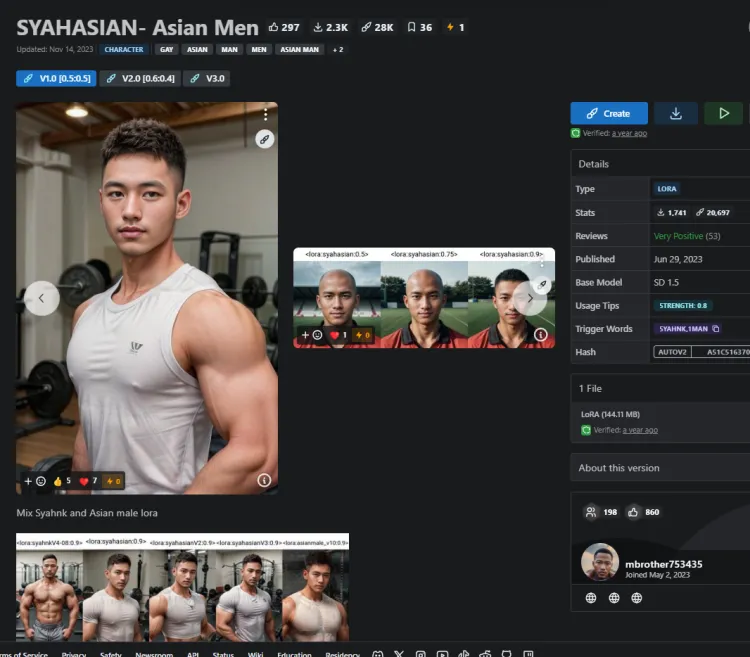 SYAHASIAN- Asian Men 297 2.3K 28K 36 1
Updated: Nov 14, 2023 CHARACTER GAY ASIAN MAN MEN ASIAN MAN + 2
V1.0 [0.5:0.5] V2.0 [0.6:0.4] V3.0
Create
Verified: a year ago
Details
Type LORA
Stats 1,741 20,697
Reviews Very Positive (53)
Published Jun 29, 2023
Base Model SD 1.5
Usage Tips STRENGTH: 0.8
Trigger Words SYAHNK,1MAN
Hash AUTOV2 A51C516370
<lora:syahasian:0.5> <lora:syahasian:0.75> <lora:syahasian:0.9>
1 0
5 7 0
1 File
LoRA (144.11 MB)
Verified: a year ago
About this version
Mix Syahnk and Asian male lora
<lora:syahnkV4-08:0.9> <lora:syahasian:0.9> <lora:syahasianV2:0.9> <lora:syahasianV3:0.9> <lora:asianmale_v10:0.9>
198 860
mbrother753435
Joined May 2, 2023
rms of Service Privacy Safety Newsroom API Status Wiki Education Residency